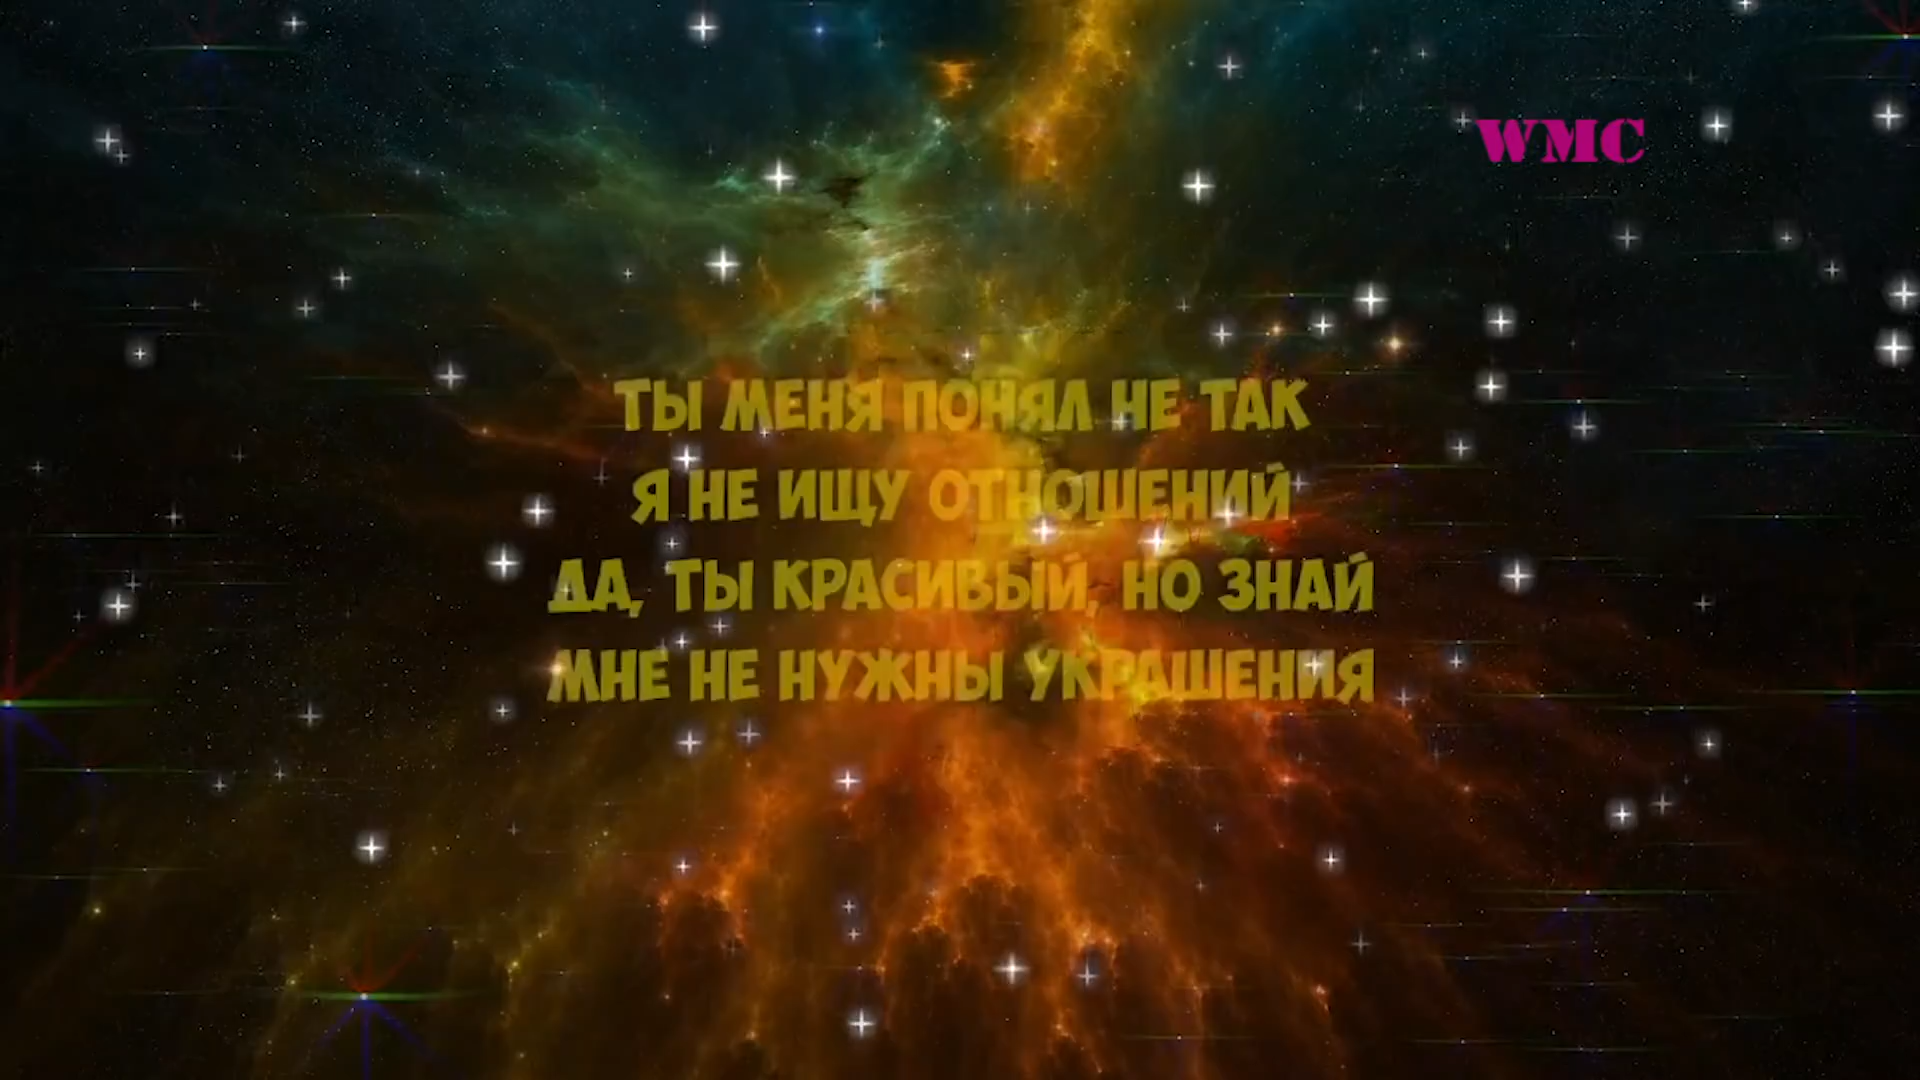 WMC
ТЫ МЕНЯ ПОНЯЛ НЕ ТАК
Я НЕ ИЩУ ОТНОШЕНИЙ
ДА, ТЫ КРАСИВЫЙ, НО ЗНАЙ
МНЕ НЕ НУЖНЫ УКРАШЕНИЯ